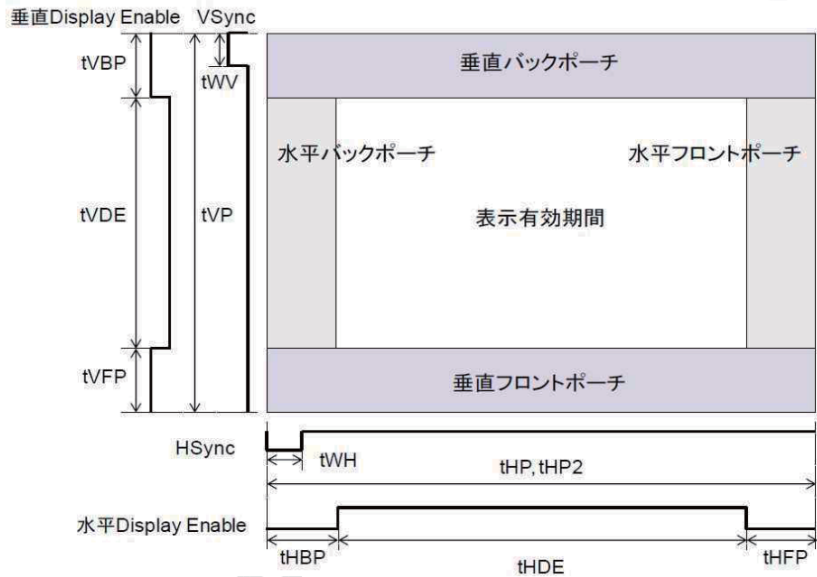 垂直Display Enable VSync
tVBP
tWV
垂直バックポーチ
水平バックポーチ
水平フロントポーチ
tVDE
tVP
表示有効期間
tVFP
垂直フロントポーチ
HSync
tWH
tHP, tHP2
水平Display Enable
tHBP
tHDE
tHFP